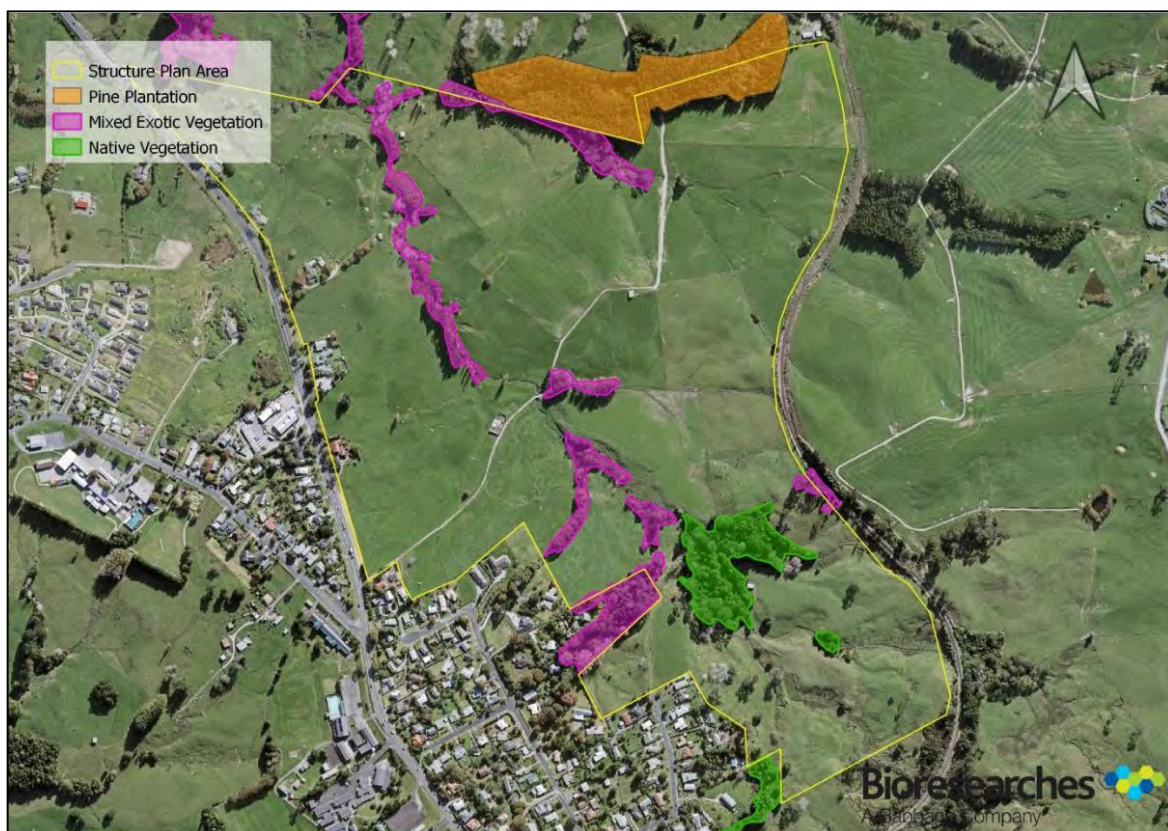 Structure Plan Area
Pine Plantation
Mixed Exotic Vegetation
Native Vegetation
Bioresearches
A Babbage Company